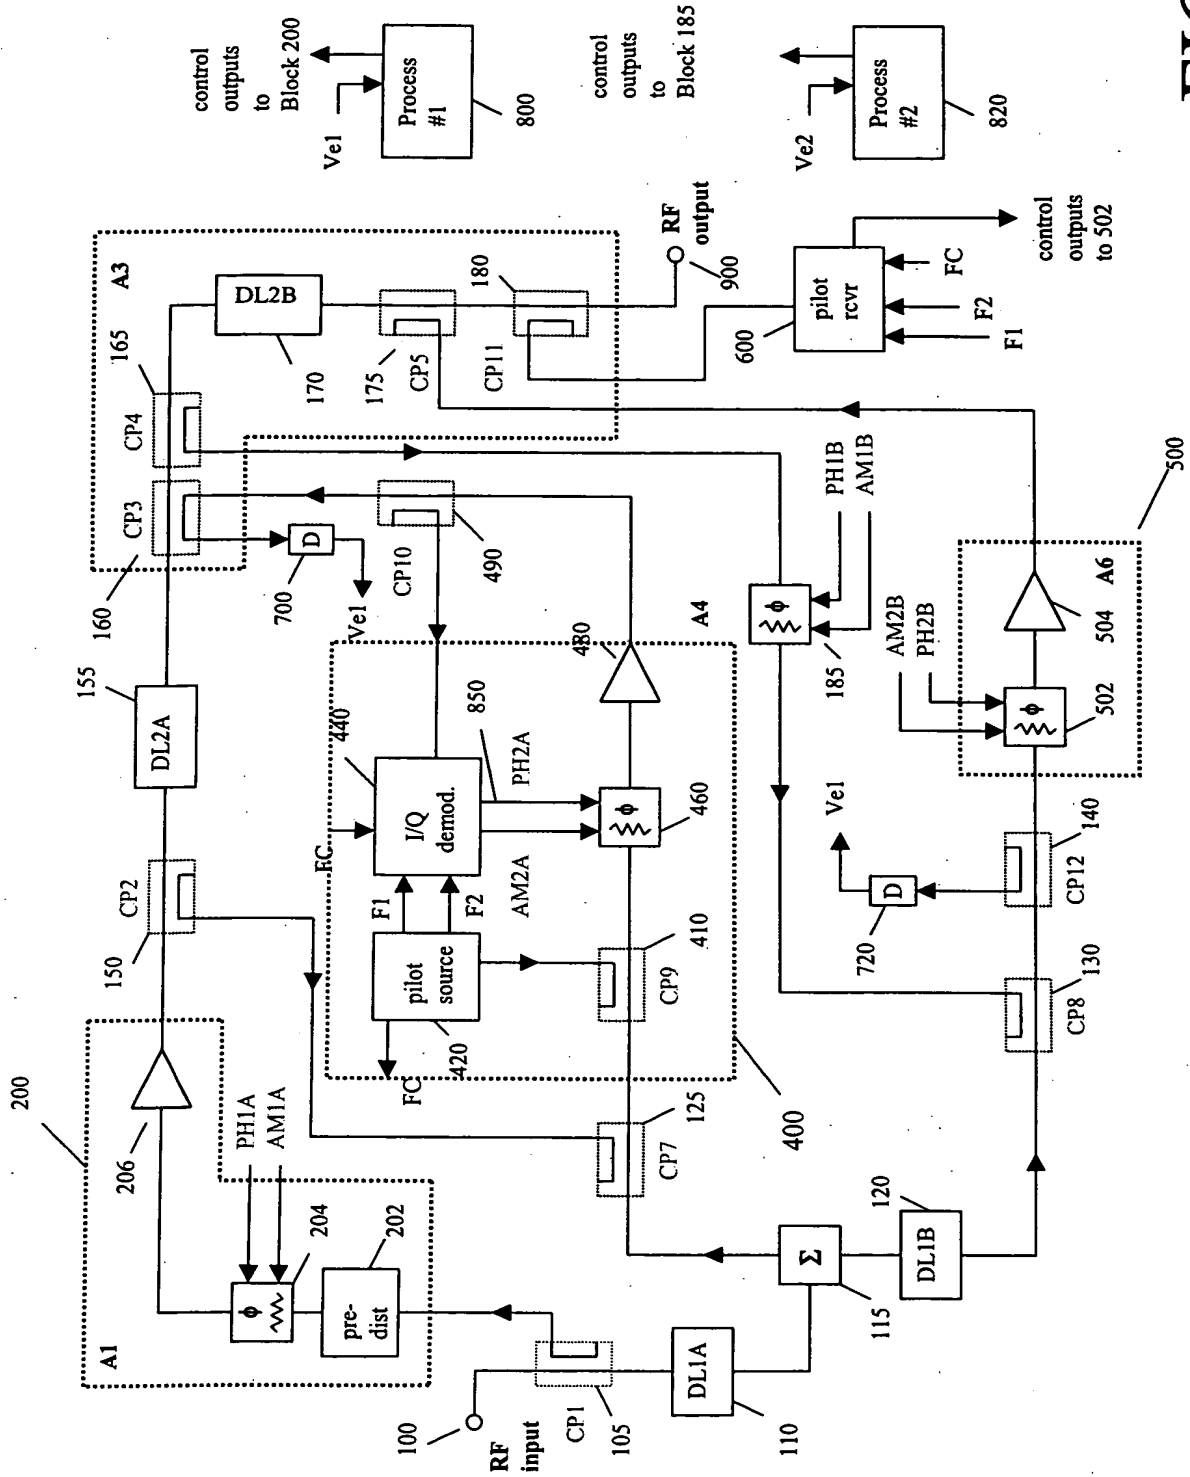 200
A1
206
PH1A
AM1A
204
ϕ
202
pre-
dist
100
RF
input
CP1
105
DL1A
110
Σ
115
DL1B
120
CP7
125
400
150
CP2
155
DL2A
160
CP3
CP4
165
A3
DL2B
170
175
CP5
180
CP11
700
D
Ve1
CP10
490
440
FC
I/Q
demod.
F1
F2
850
PH2A
AM2A
pilot
source
420
FC
CP9
410
ϕ
460
480
A4
ϕ
185
PH1B
AM1B
CP8
130
CP12
140
720
D
Ve1
AM2B
PH2B
ϕ
502
504
A6
500
RF
output
900
pilot
rcvr
600
FC
F2
F1
control
outputs
to 502
control
outputs
to
Block 200
Ve1
Process
#1
800
control
outputs
to
Block 185
Ve2
Process
#2
820